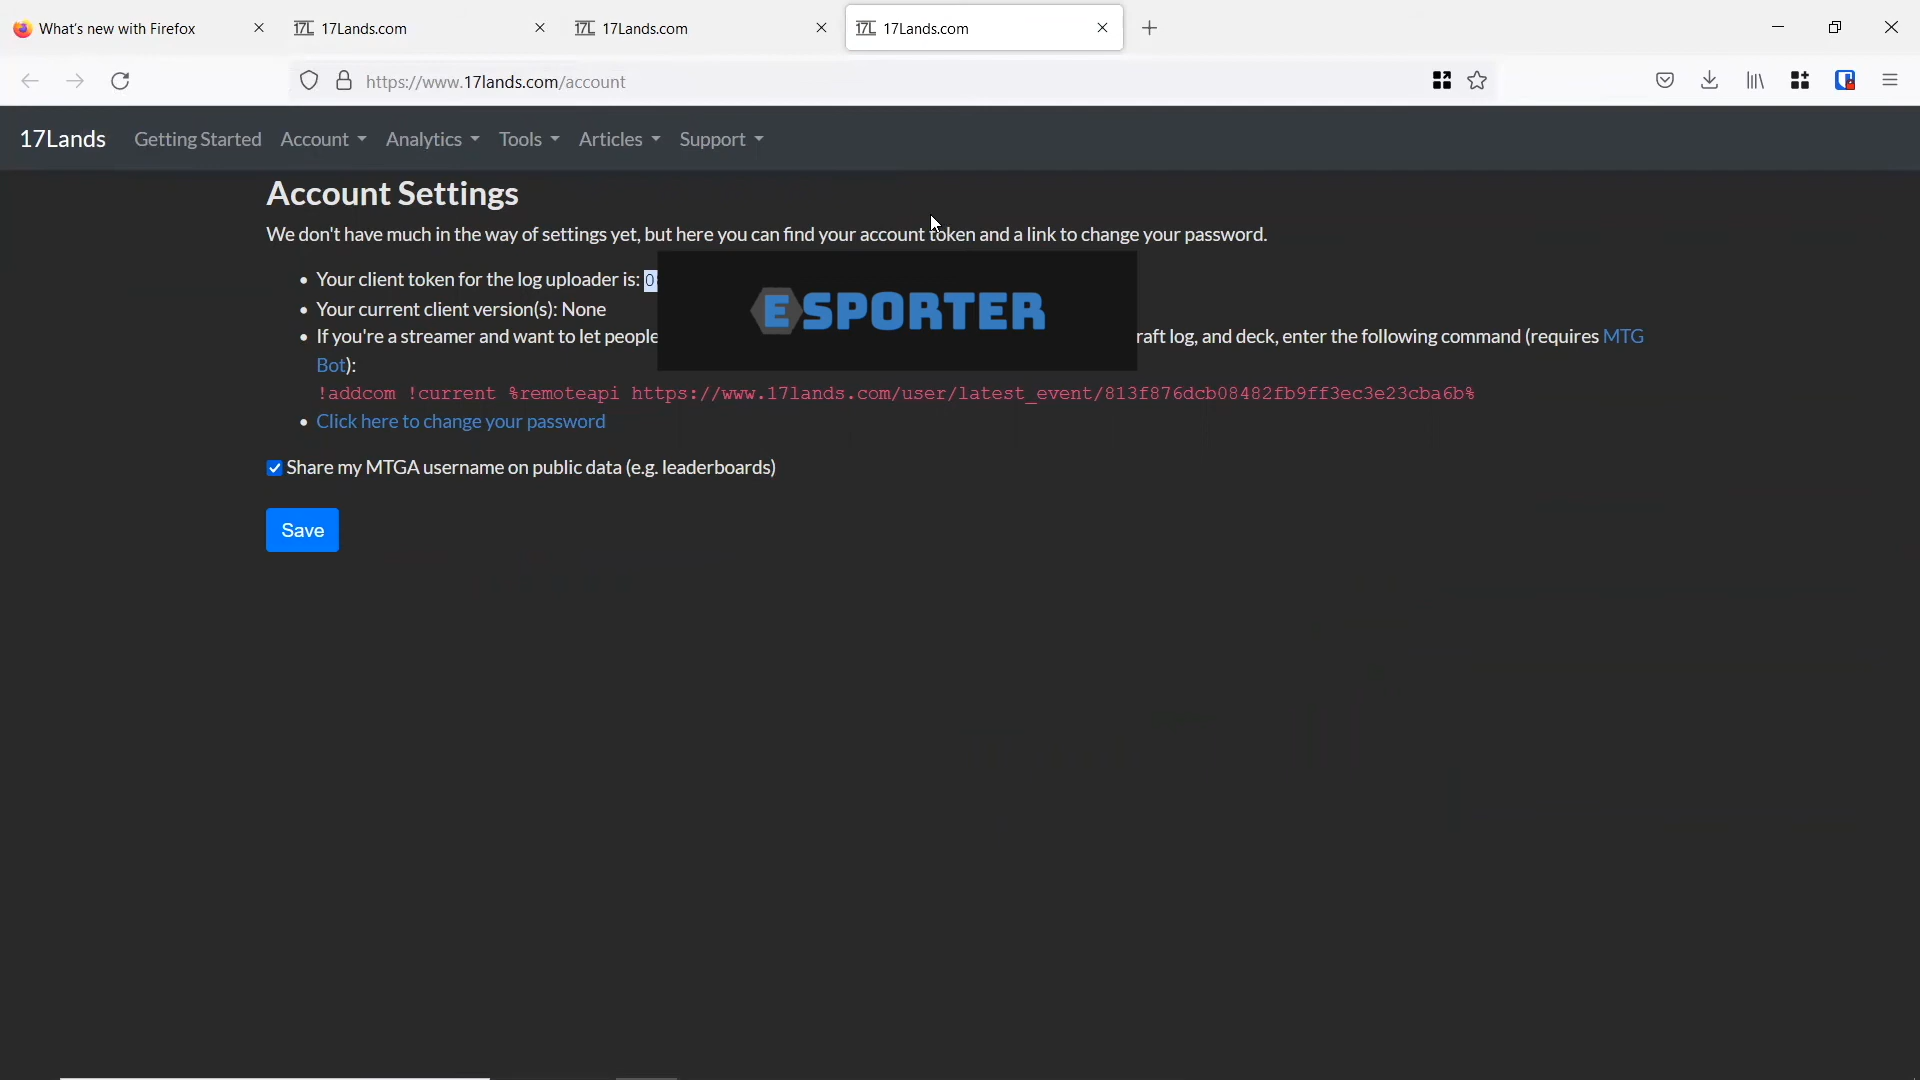 What's new with Firefox
17Lands.com
17Lands.com
17Lands.com
https://www.17lands.com/account
17Lands Getting Started Account Analytics Tools Articles Support
Account Settings
We don't have much in the way of settings yet, but here you can find your account token and a link to change your password.
• Your client token for the log uploader is: 0
• Your current client version(s): None
• If you're a streamer and want to let people raft log, and deck, enter the following command (requires MTG
Bot):
!addcom !current %remoteapi https://www.17lands.com/user/latest_event/813f876dcb08482fb9ff3ec3e23cba6b%
• Click here to change your password
ESPORTER
Share my MTGA username on public data (e.g. leaderboards)
Save